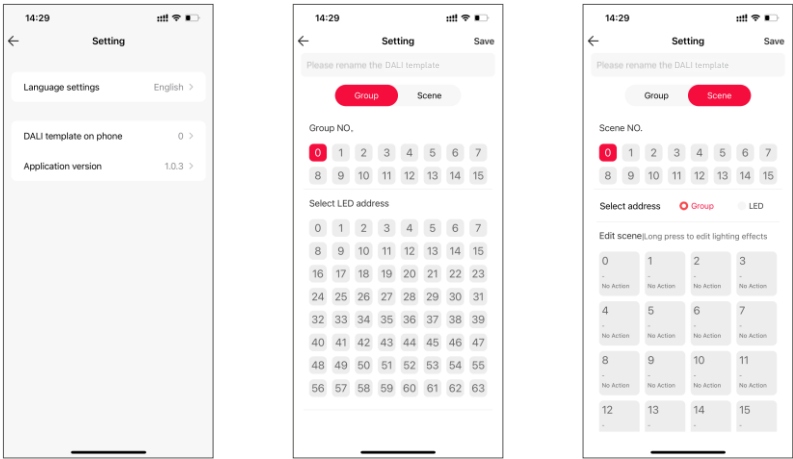 14:29
Setting
Language settings English >
DALI template on phone 0 >
Application version 1.0.3 >
14:29
Setting Save
Please rename the DALI template
Group Scene
Group NO。
0 1 2 3 4 5 6 7
8 9 10 11 12 13 14 15
Select LED address
0 1 2 3 4 5 6 7
8 9 10 11 12 13 14 15
16 17 18 19 20 21 22 23
24 25 26 27 28 29 30 31
32 33 34 35 36 37 38 39
40 41 42 43 44 45 46 47
48 49 50 51 52 53 54 55
56 57 58 59 60 61 62 63
14:29
Setting Save
Please rename the DALI template
Group Scene
Scene NO.
0 1 2 3 4 5 6 7
8 9 10 11 12 13 14 15
Select address Group LED
Edit scene|Long press to edit lighting effects
0 1 2 3
- - - -
No Action No Action No Action No Action
4 5 6 7
- - - -
No Action No Action No Action No Action
8 9 10 11
- - - -
No Action No Action No Action No Action
12 13 14 15
- - - -